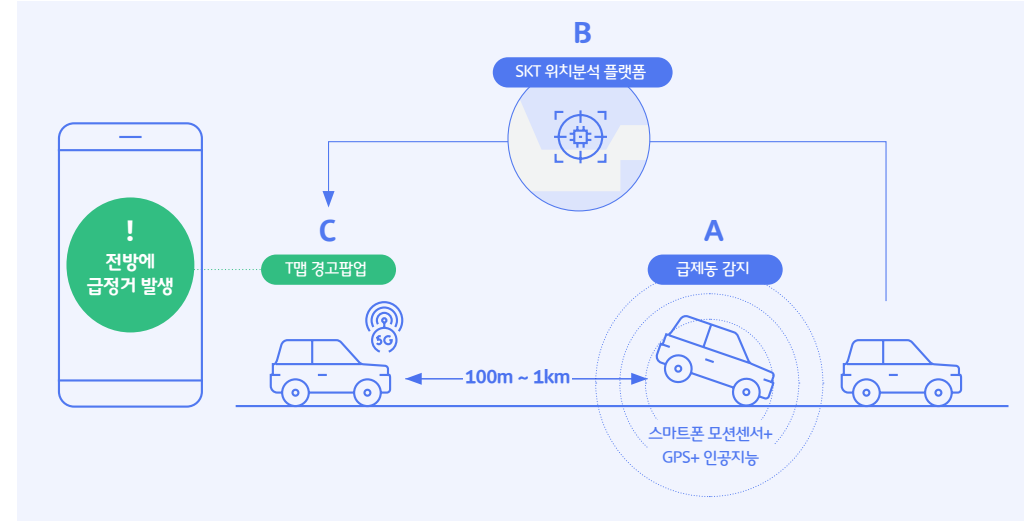 B
SKT 위치분석 플랫폼
C
T맵 경고팝업
A
급제동 감지
!
전방에
급정거 발생
5G
100m ~ 1km
스마트폰 모션센서+
GPS+ 인공지능